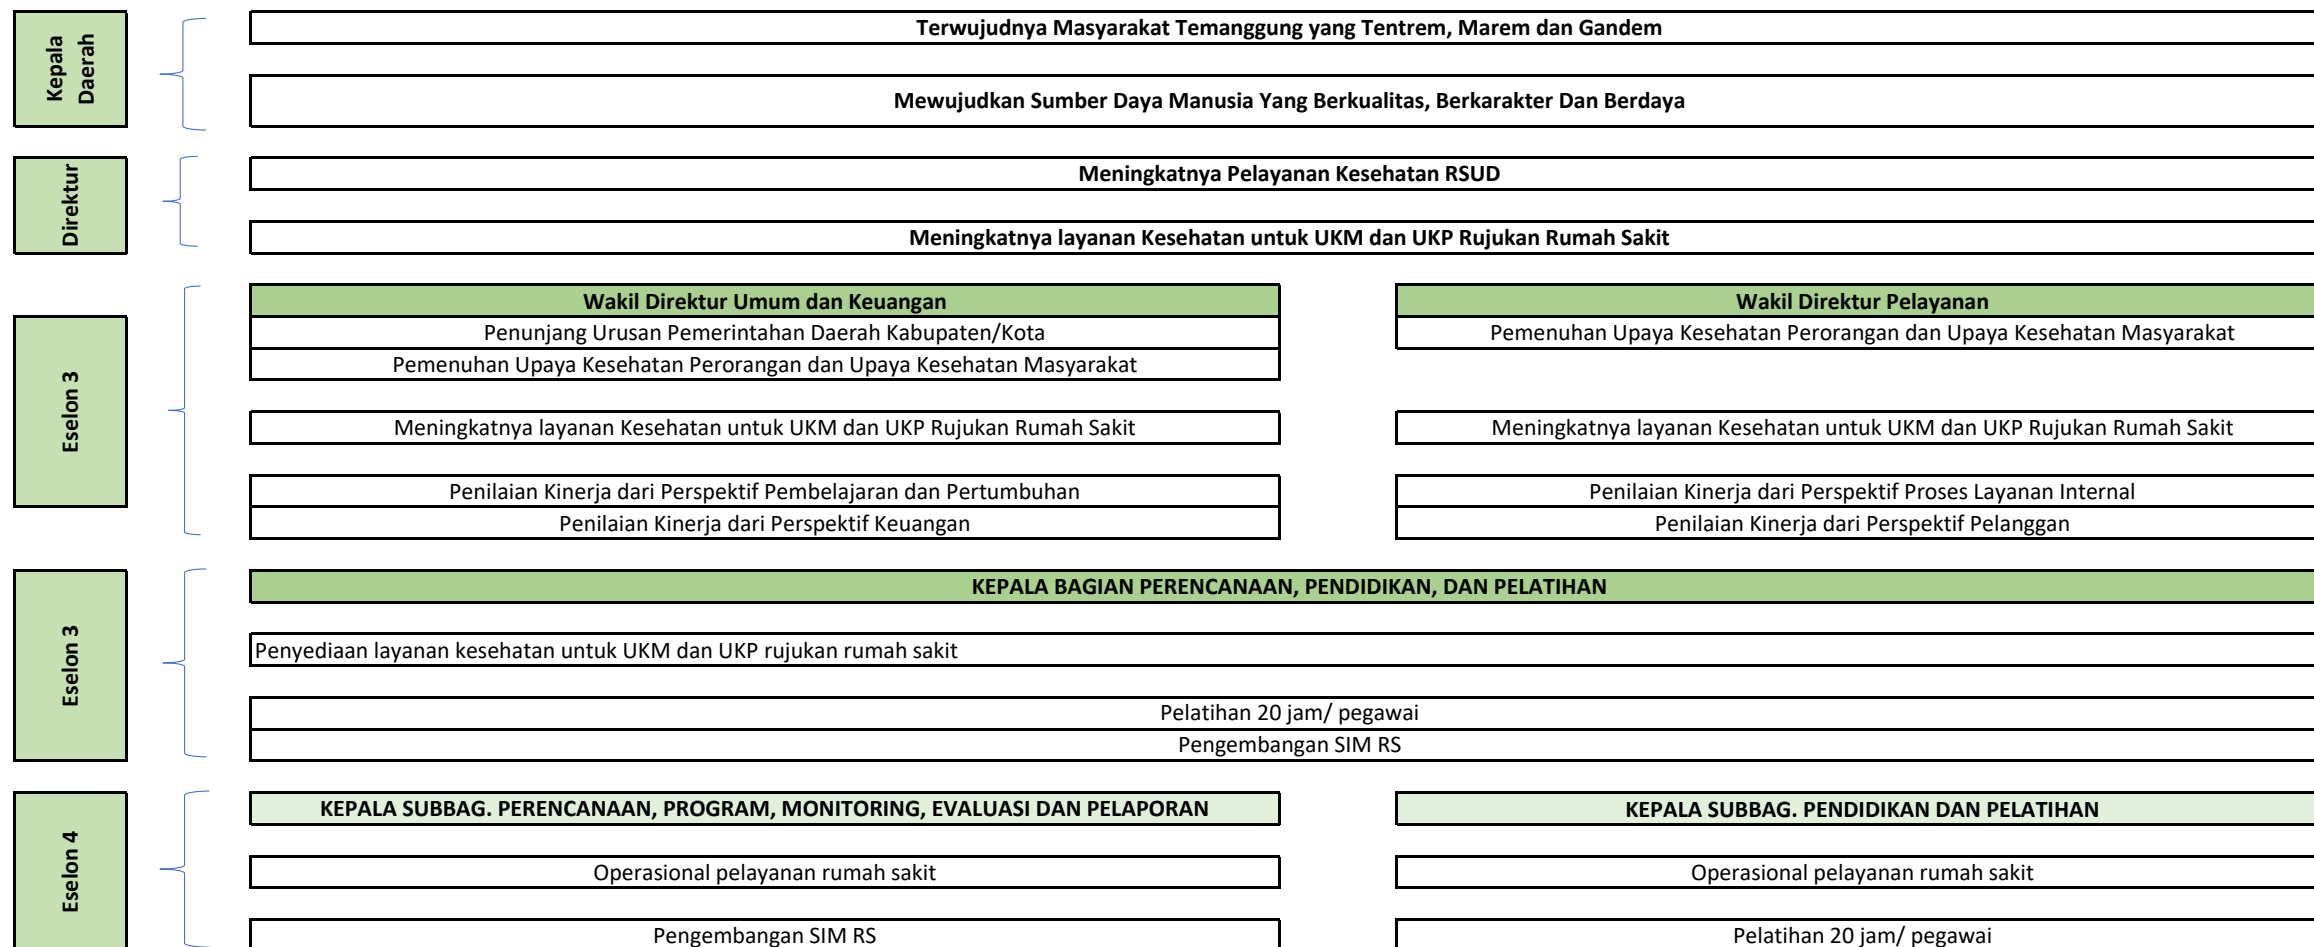 Kepala
Daerah
Terwujudnya Masyarakat Temanggung yang Tentrem, Marem dan Gandem
Mewujudkan Sumber Daya Manusia Yang Berkualitas, Berkarakter Dan Berdaya
Direktur
Meningkatnya Pelayanan Kesehatan RSUD
Meningkatnya layanan Kesehatan untuk UKM dan UKP Rujukan Rumah Sakit
Eselon 3
Wakil Direktur Umum dan Keuangan
Penunjang Urusan Pemerintahan Daerah Kabupaten/Kota
Pemenuhan Upaya Kesehatan Perorangan dan Upaya Kesehatan Masyarakat
Meningkatnya layanan Kesehatan untuk UKM dan UKP Rujukan Rumah Sakit
Penilaian Kinerja dari Perspektif Pembelajaran dan Pertumbuhan
Penilaian Kinerja dari Perspektif Keuangan
Wakil Direktur Pelayanan
Pemenuhan Upaya Kesehatan Perorangan dan Upaya Kesehatan Masyarakat
Meningkatnya layanan Kesehatan untuk UKM dan UKP Rujukan Rumah Sakit
Penilaian Kinerja dari Perspektif Proses Layanan Internal
Penilaian Kinerja dari Perspektif Pelanggan
Eselon 3
KEPALA BAGIAN PERENCANAAN, PENDIDIKAN, DAN PELATIHAN
Penyediaan layanan kesehatan untuk UKM dan UKP rujukan rumah sakit
Pelatihan 20 jam/ pegawai
Pengembangan SIM RS
Eselon 4
KEPALA SUBBAG. PERENCANAAN, PROGRAM, MONITORING, EVALUASI DAN PELAPORAN
Operasional pelayanan rumah sakit
Pengembangan SIM RS
KEPALA SUBBAG. PENDIDIKAN DAN PELATIHAN
Operasional pelayanan rumah sakit
Pelatihan 20 jam/ pegawai